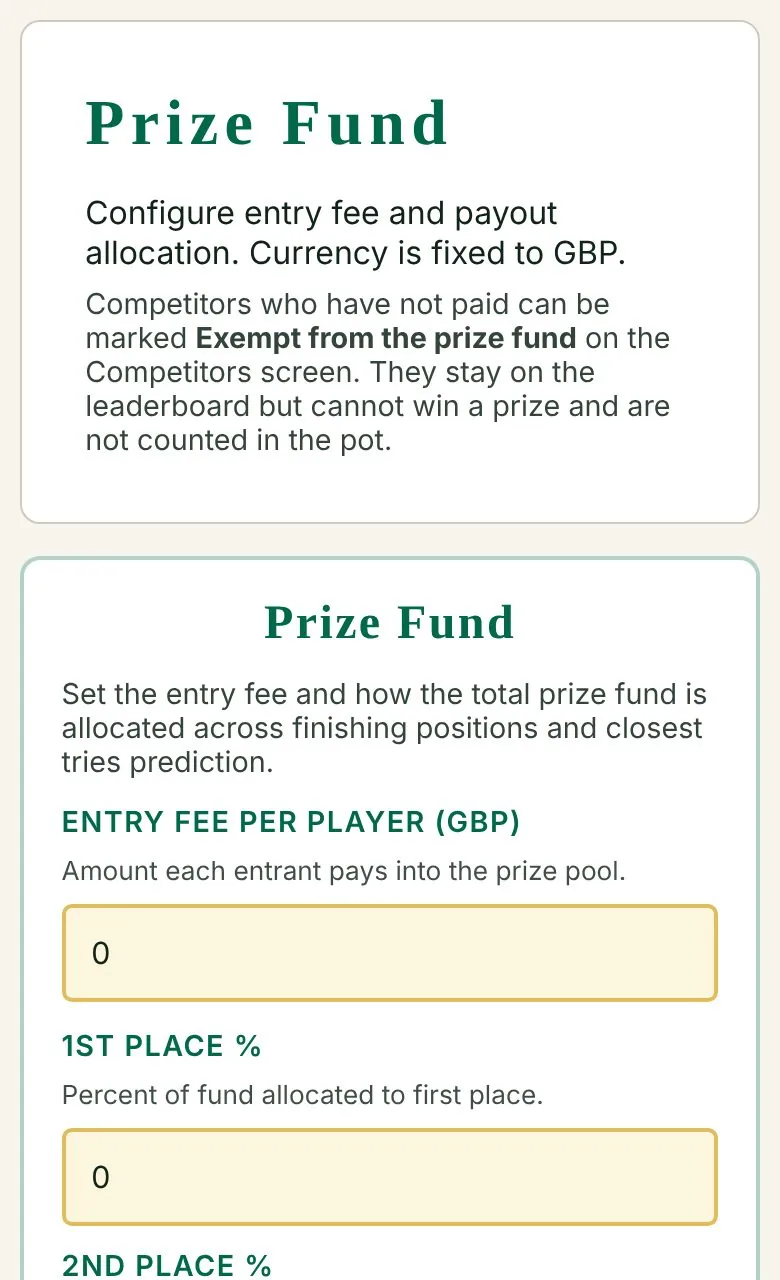 Prize Fund
Configure entry fee and payout
allocation. Currency is fixed to GBP.
Competitors who have not paid can be
marked Exempt from the prize fund on the
Competitors screen. They stay on the
leaderboard but cannot win a prize and are
not counted in the pot.
Prize Fund
Set the entry fee and how the total prize fund is
allocated across finishing positions and closest
tries prediction.
ENTRY FEE PER PLAYER (GBP)
Amount each entrant pays into the prize pool.
0
1ST PLACE %
Percent of fund allocated to first place.
0
2ND PLACE %